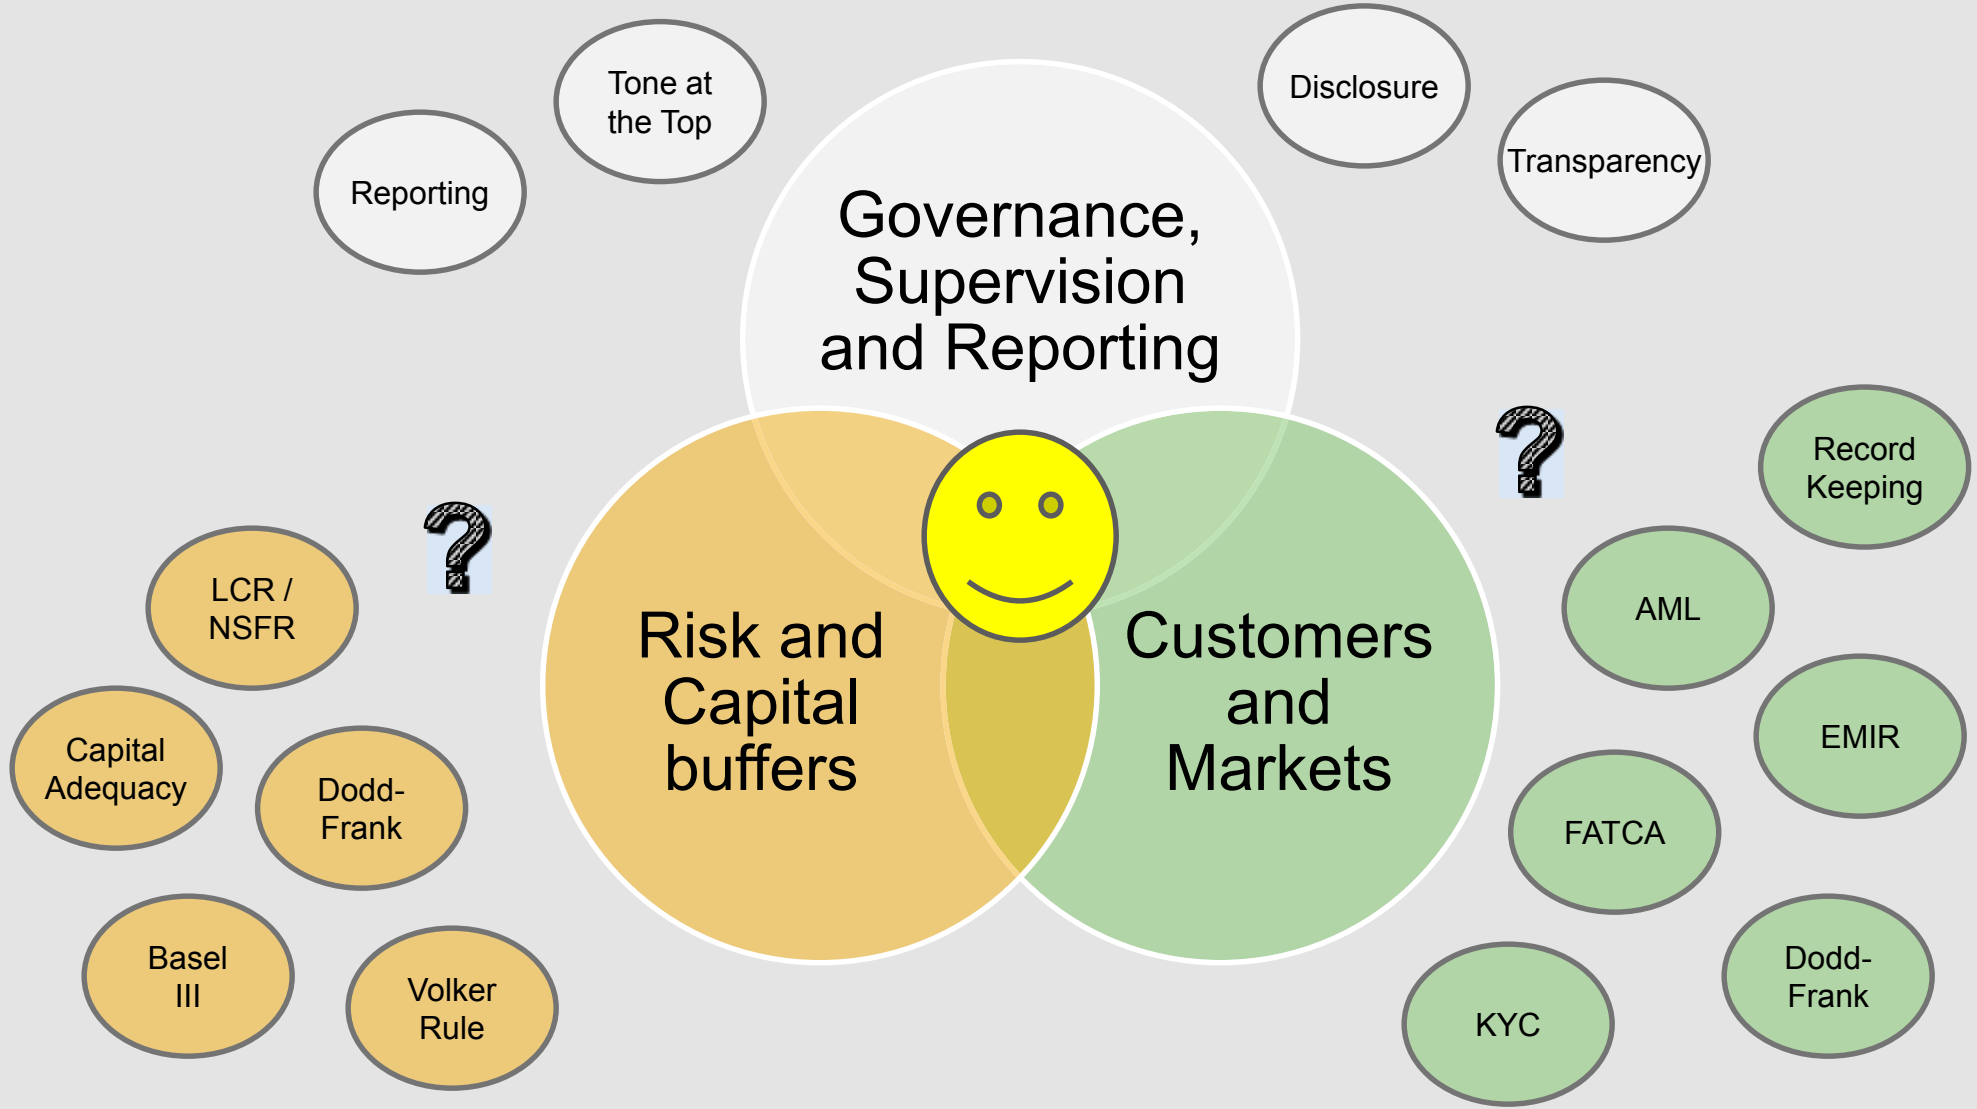 Tone at
the Top
Disclosure
Reporting
Transparency
Governance,
Supervision
and Reporting
?
?
Record
Keeping
LCR /
NSFR
AML
Risk and
Capital
buffers
Customers
and
Markets
Capital
Adequacy
EMIR
Dodd-
Frank
FATCA
Basel
III
Volker
Rule
Dodd-
Frank
KYC